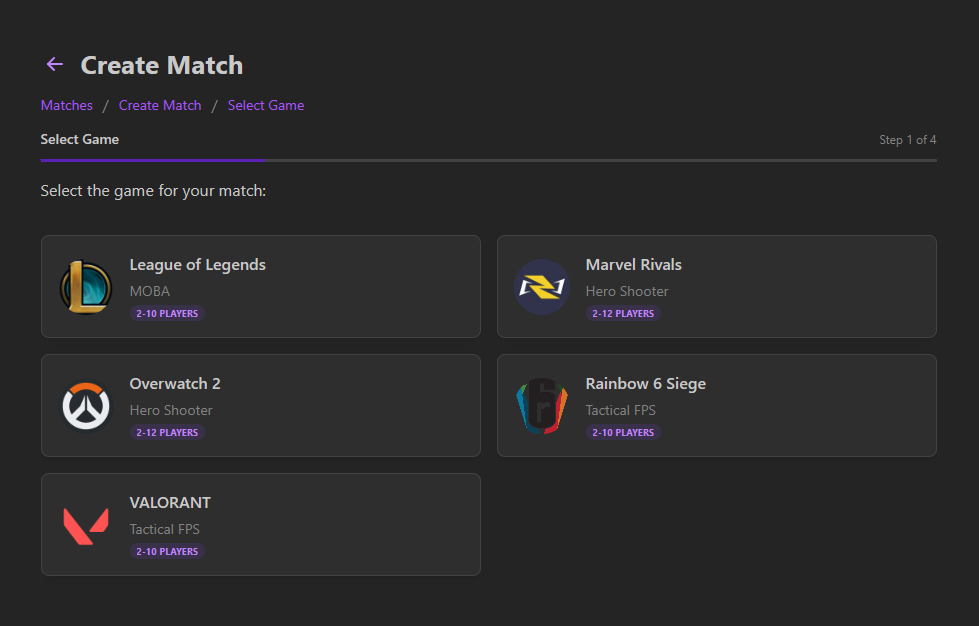 Create Match
Matches / Create Match / Select Game
Select Game
Step 1 of 4
Select the game for your match:
League of Legends
MOBA
2-10 PLAYERS
Marvel Rivals
Hero Shooter
2-12 PLAYERS
Overwatch 2
Hero Shooter
2-12 PLAYERS
Rainbow 6 Siege
Tactical FPS
2-10 PLAYERS
VALORANT
Tactical FPS
2-10 PLAYERS